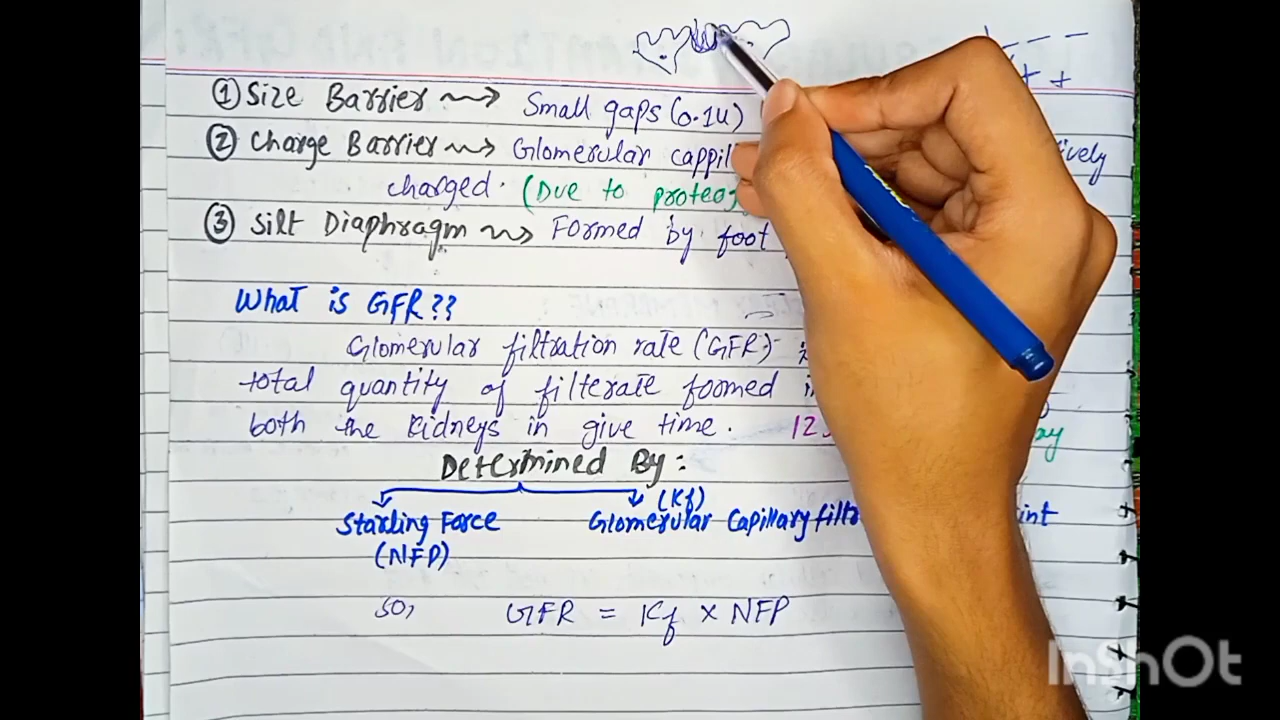 ① Size Barrier ⟿ Small gaps (0.1u)
② Charge Barrier ⟿ Glomerular cappil
charged. (Due to proteo
③ Silt Diaphragm ⟿ Formed by foot
What is GFR??
Glomerular filtration rate (GFR)-
total quantity of filterate formed
both the kidneys in give time.
Determined By:
Starling Force (Kf) Glomerular Capillary
(NFP)
so, GFR = Kf × NFP
InShOt